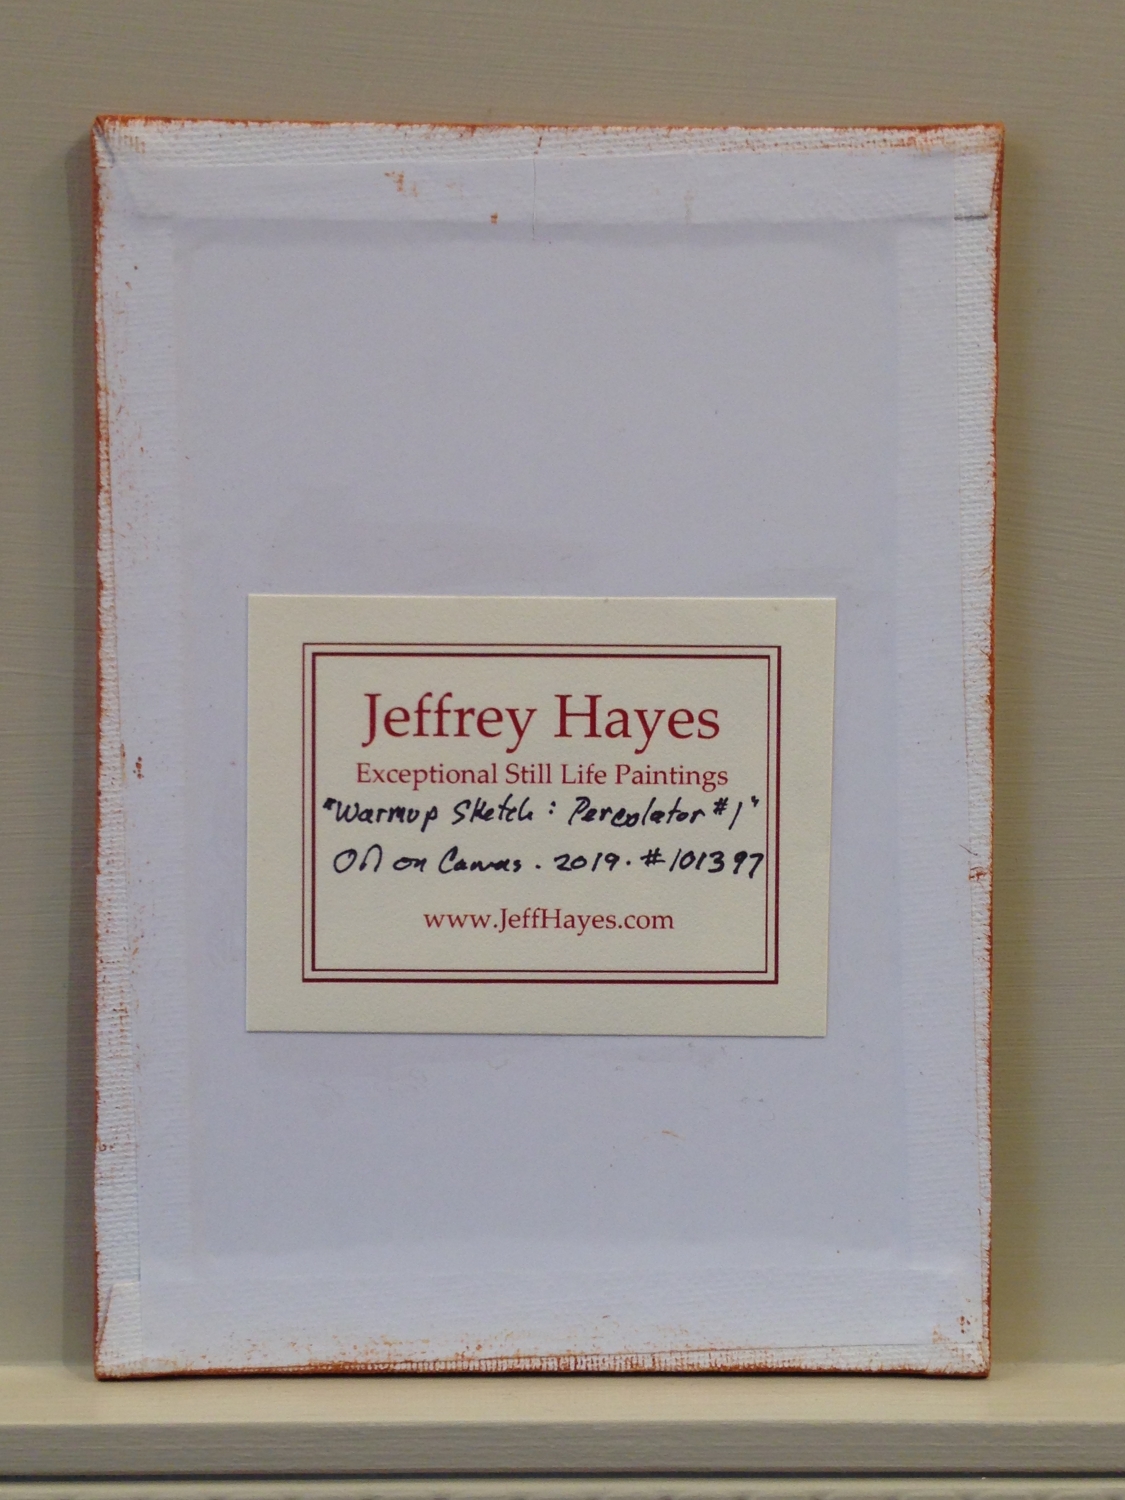 Jeffrey Hayes
Exceptional Still Life Paintings
"Warmup Sketch: Percolator #1"
Oil on Canvas. 2019. #101397
www.JeffHayes.com